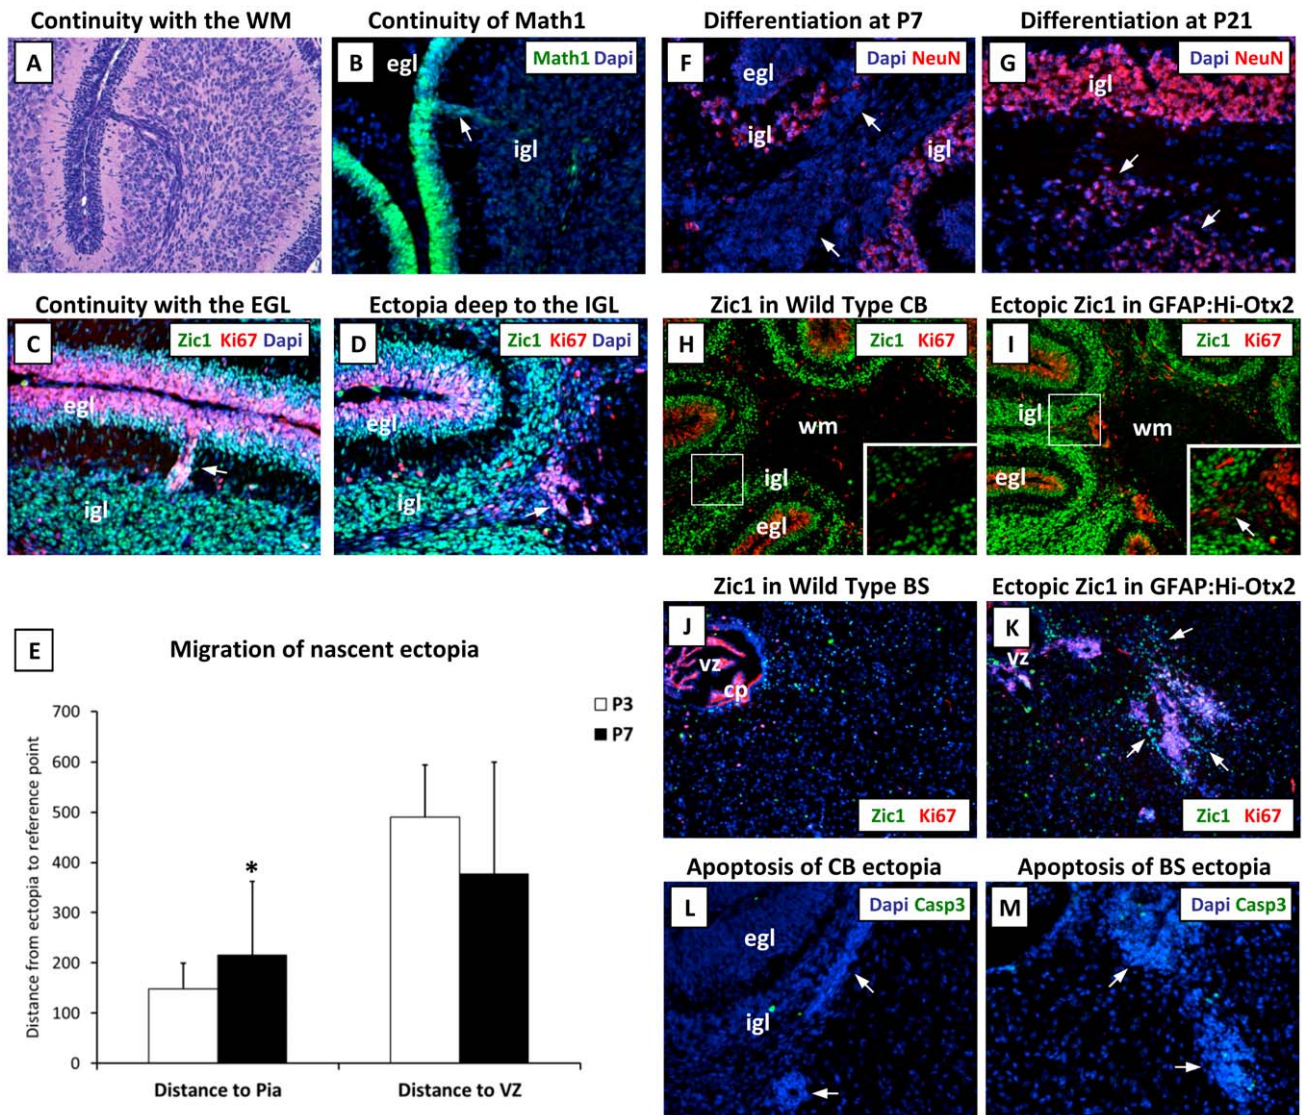 Continuity with the WM
Continuity of Math1
Differentiation at P7
Differentiation at P21
A
B
egl
Math1 Dapi
igl
F
egl
Dapi NeuN
igl
igl
G
Dapi NeuN
igl
Continuity with the EGL
Ectopia deep to the IGL
Zic1 in Wild Type CB
Ectopic Zic1 in GFAP:Hi-Otx2
C
Zic1 Ki67 Dapi
egl
igl
D
Zic1 Ki67 Dapi
egl
igl
H
Zic1 Ki67
wm
igl
egl
I
Zic1 Ki67
igl
wm
egl
Zic1 in Wild Type BS
Ectopic Zic1 in GFAP:Hi-Otx2
E
Migration of nascent ectopia
P3
P7
Distance from ectopia to reference point
700
600
500
400
300
200
100
0
*
Distance to Pia
Distance to VZ
J
vz
cp
Zic1 Ki67
K
vz
Zic1 Ki67
Apoptosis of CB ectopia
Apoptosis of BS ectopia
L
Dapi Casp3
egl
igl
M
Dapi Casp3